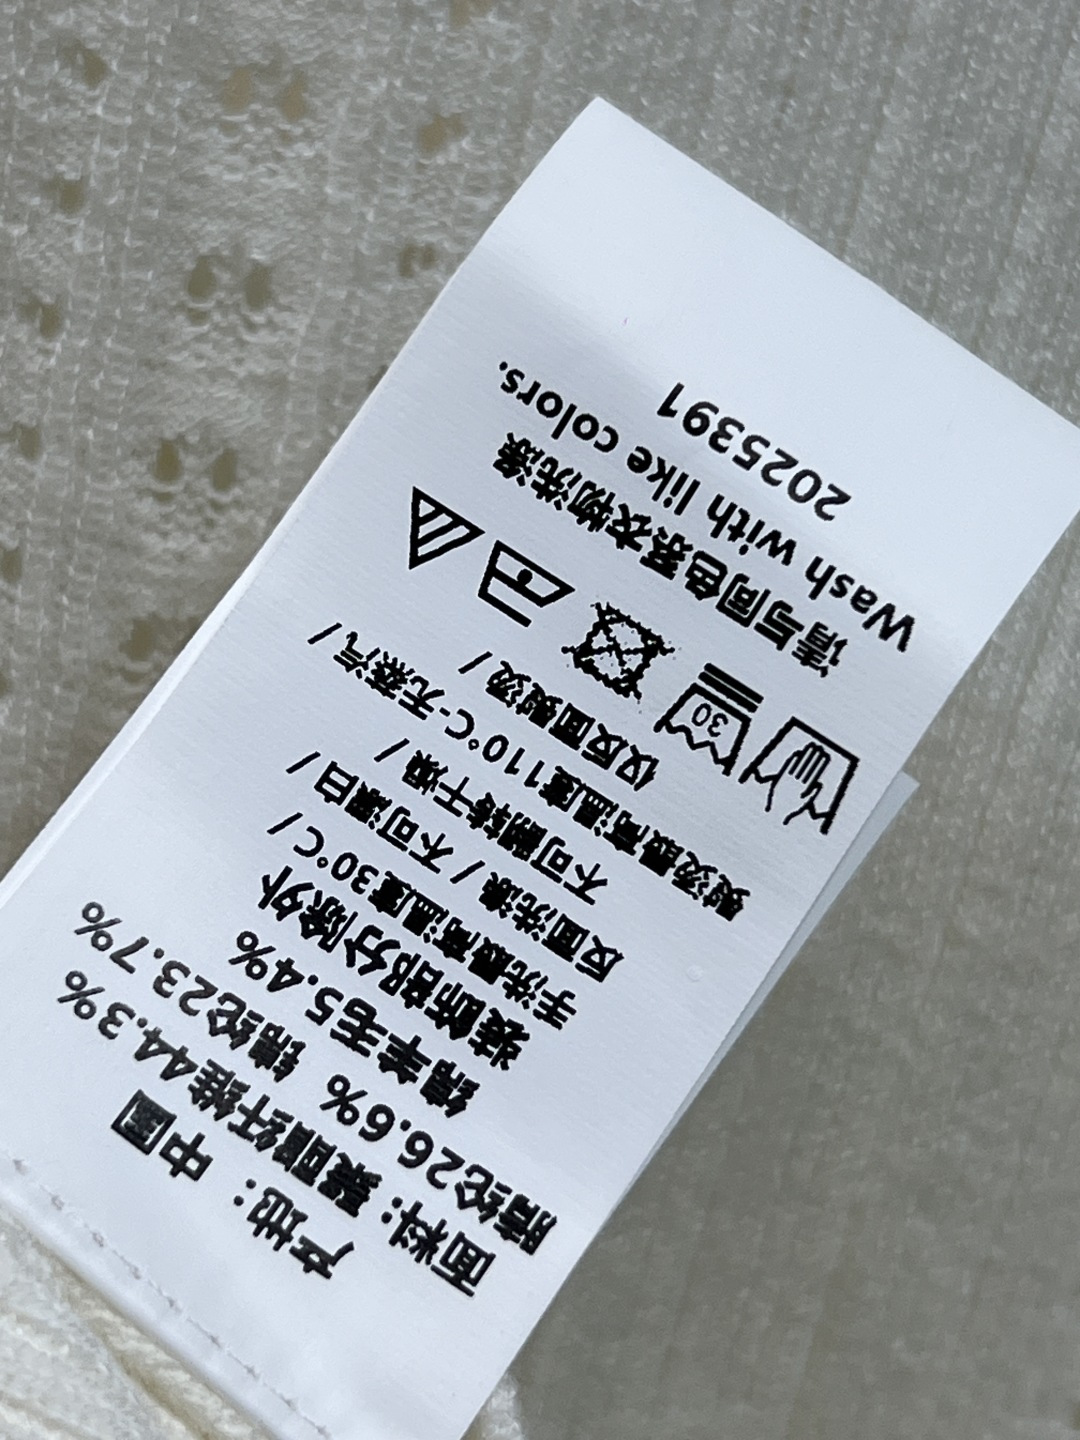 产地: 中国
面料: 聚酯纤维44.3%
腈纶26.6% 锦纶23.7%
绵羊毛5.4%
装飾部分除外
手洗最高温度30°C/
反面洗涤/不可漂白/
不可翻转干燥/
熨烫最高温度110°C-无蒸汽/
仅反面熨烫/
30
请与同色系衣物洗涤
Wash with like colors.
2025391